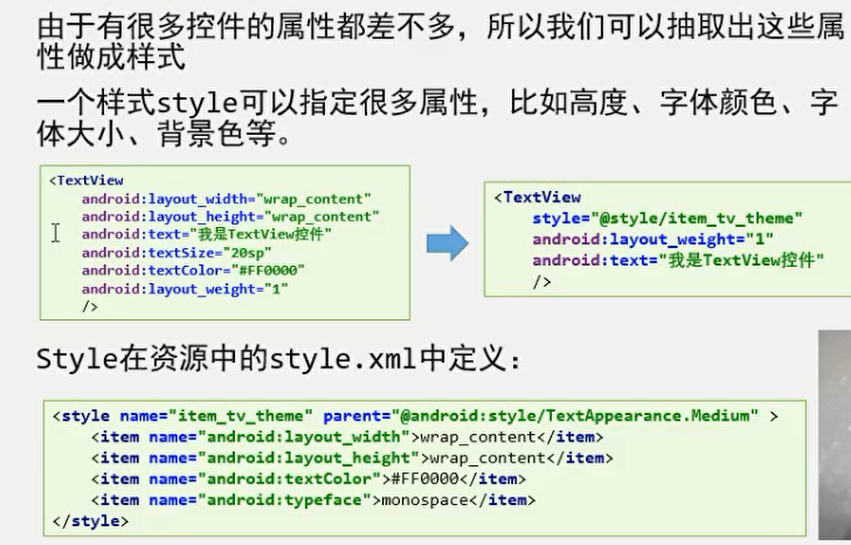 由于有很多控件的属性都差不多，所以我们可以抽取出这些属
性做成样式
一个样式style可以指定很多属性，比如高度、字体颜色、字
体大小、背景色等。
<TextView
android:layout_width="wrap_content"
android:layout_height="wrap_content"
android:text="我是TextView控件"
android:textSize="20sp"
android:textColor="#FF0000"
android:layout_weight="1"
/>
<TextView
style="@style/item_tv_theme"
android:layout_weight="1"
android:text="我是TextView控件"
/>
Style在资源中的style.xml中定义：
<style name="item_tv_theme" parent="@android:style/TextAppearance.Medium" >
<item name="android:layout_width">wrap_content</item>
<item name="android:layout_height">wrap_content</item>
<item name="android:textColor">#FF0000</item>
<item name="android:typeface">monospace</item>
</style>